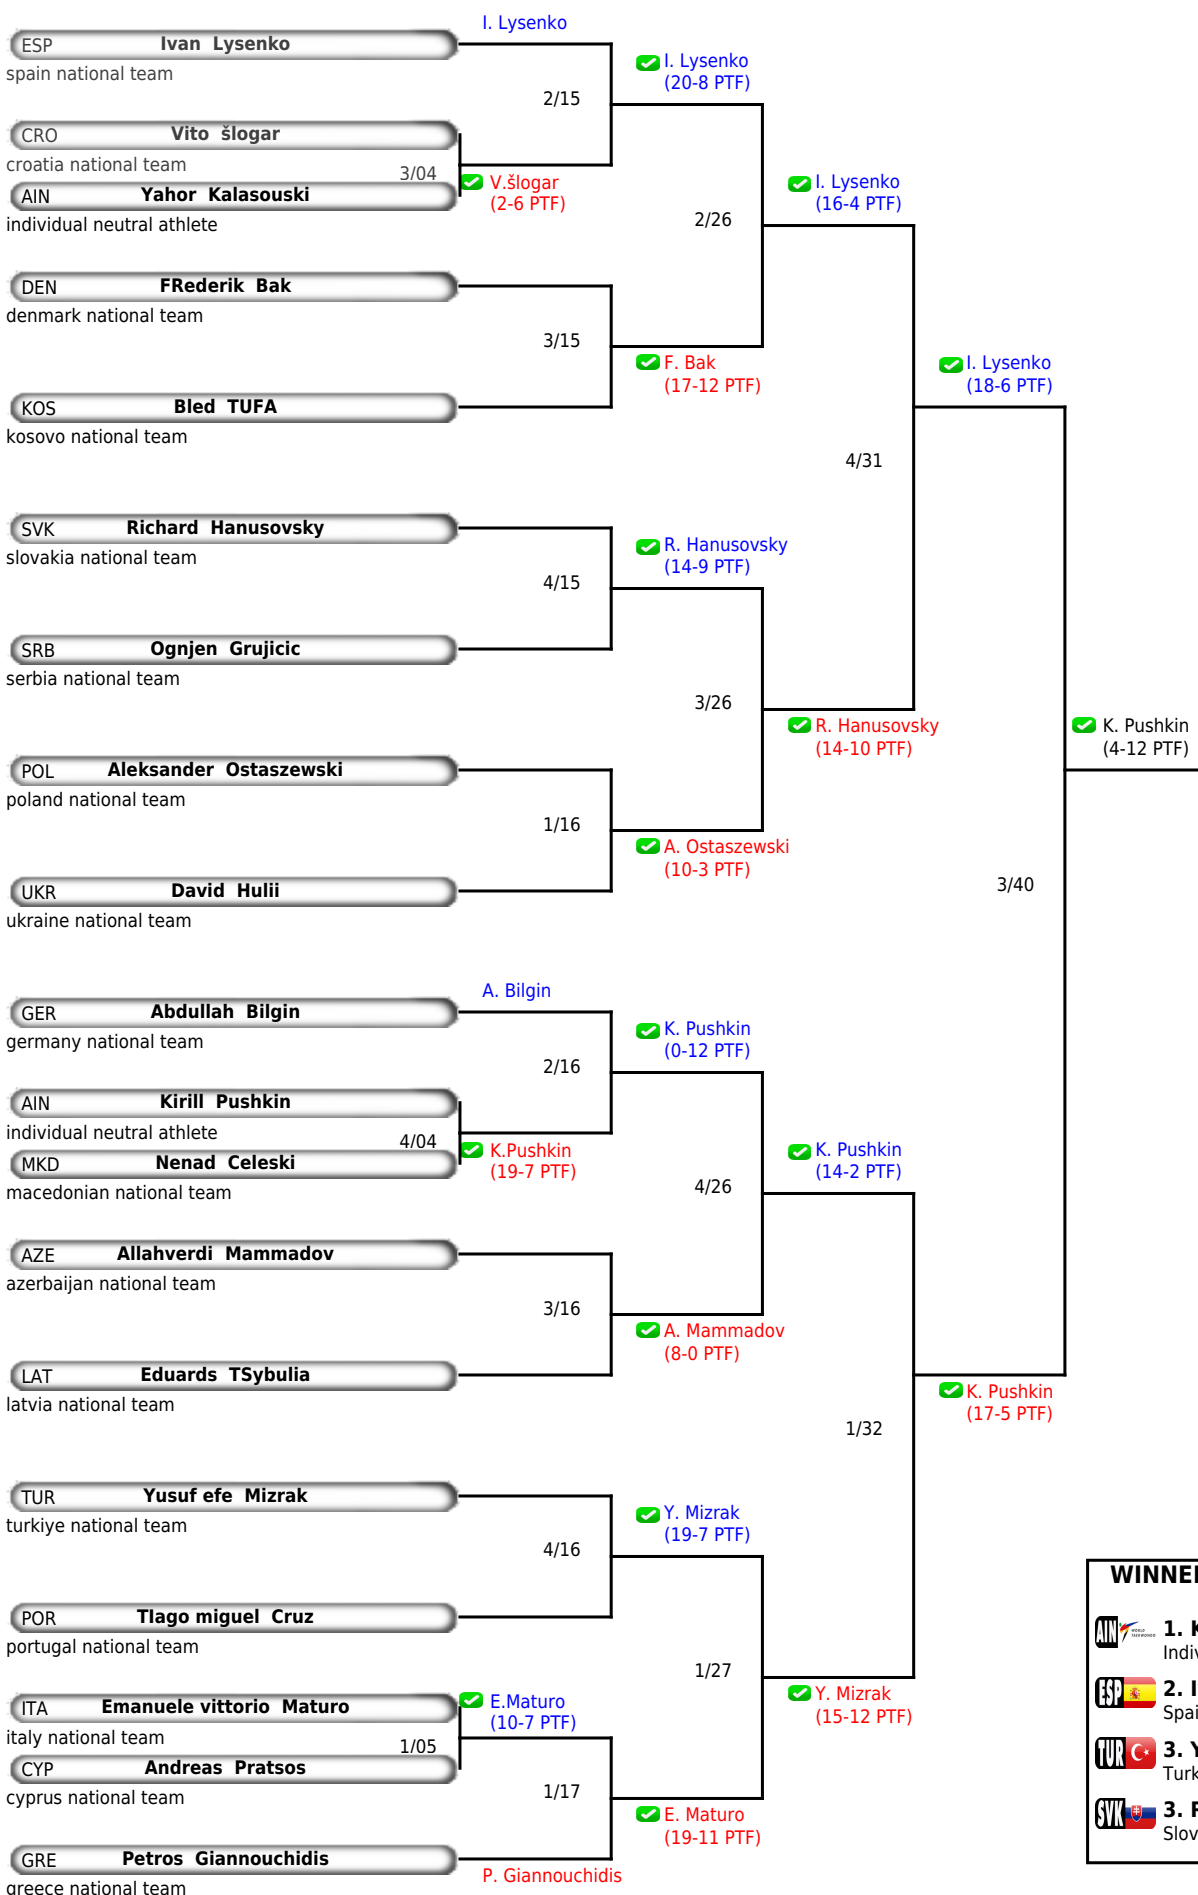 I. Lysenko
ESP Ivan Lysenko
spain national team
I. Lysenko
(20-8 PTF)
2/15
CRO Vito šlogar
croatia national team
3/04
V.šlogar
(2-6 PTF)
AIN Yahor Kalasouski
individual neutral athlete
I. Lysenko
(16-4 PTF)
2/26
DEN FRederik Bak
denmark national team
3/15
F. Bak
(17-12 PTF)
KOS Bled TUFA
kosovo national team
I. Lysenko
(18-6 PTF)
4/31
SVK Richard Hanusovsky
slovakia national team
R. Hanusovsky
(14-9 PTF)
4/15
SRB Ognjen Grujicic
serbia national team
3/26
R. Hanusovsky
(14-10 PTF)
K. Pushkin
(4-12 PTF)
POL Aleksander Ostaszewski
poland national team
1/16
A. Ostaszewski
(10-3 PTF)
UKR David Hulii
ukraine national team
3/40
A. Bilgin
GER Abdullah Bilgin
germany national team
K. Pushkin
(0-12 PTF)
2/16
AIN Kirill Pushkin
individual neutral athlete
4/04
K.Pushkin
(19-7 PTF)
MKD Nenad Celeski
macedonian national team
K. Pushkin
(14-2 PTF)
4/26
AZE Allahverdi Mammadov
azerbaijan national team
3/16
A. Mammadov
(8-0 PTF)
LAT Eduards TSybulia
latvia national team
K. Pushkin
(17-5 PTF)
1/32
TUR Yusuf efe Mizrak
turkiye national team
Y. Mizrak
(19-7 PTF)
4/16
POR TIago miguel Cruz
portugal national team
1/27
Y. Mizrak
(15-12 PTF)
ITA Emanuele vittorio Maturo
italy national team
E.Maturo
(10-7 PTF)
1/05
CYP Andreas Pratsos
cyprus national team
1/17
E. Maturo
(19-11 PTF)
GRE Petros Giannouchidis
P. Giannouchidis
greece national team
AIN 1.
ESP 2.
TUR 3.
SVK 3.